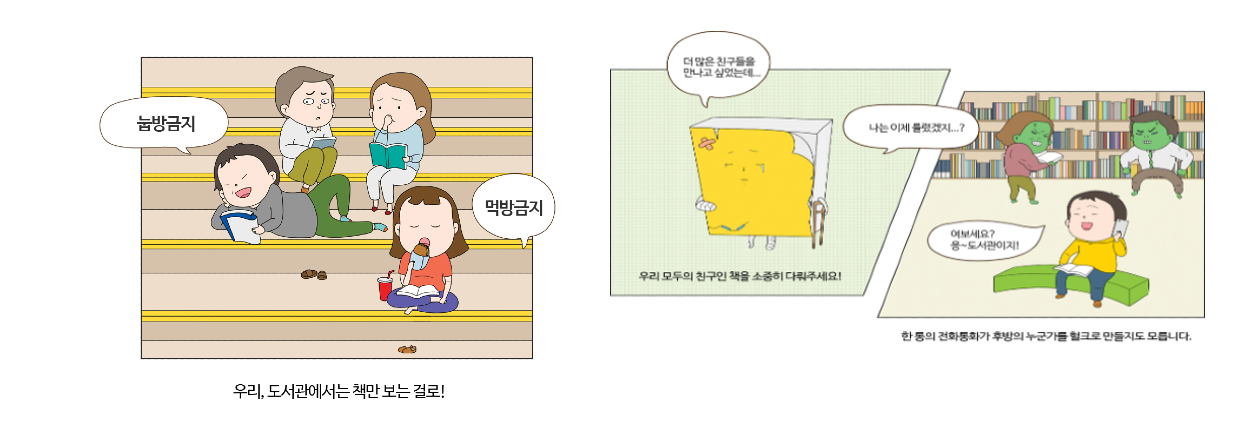 눕방금지
먹방금지
우리, 도서관에서는 책만 보는 걸로!
더 많은 친구들을
만나고 싶었는데...
우리 모두의 친구인 책을 소중히 다뤄주세요!
나는 이제 틀렸겠지...?
여보세요?
응~도서관이지!
한 통의 전화통화가 후방의 누군가를 헐크로 만들지도 모릅니다.